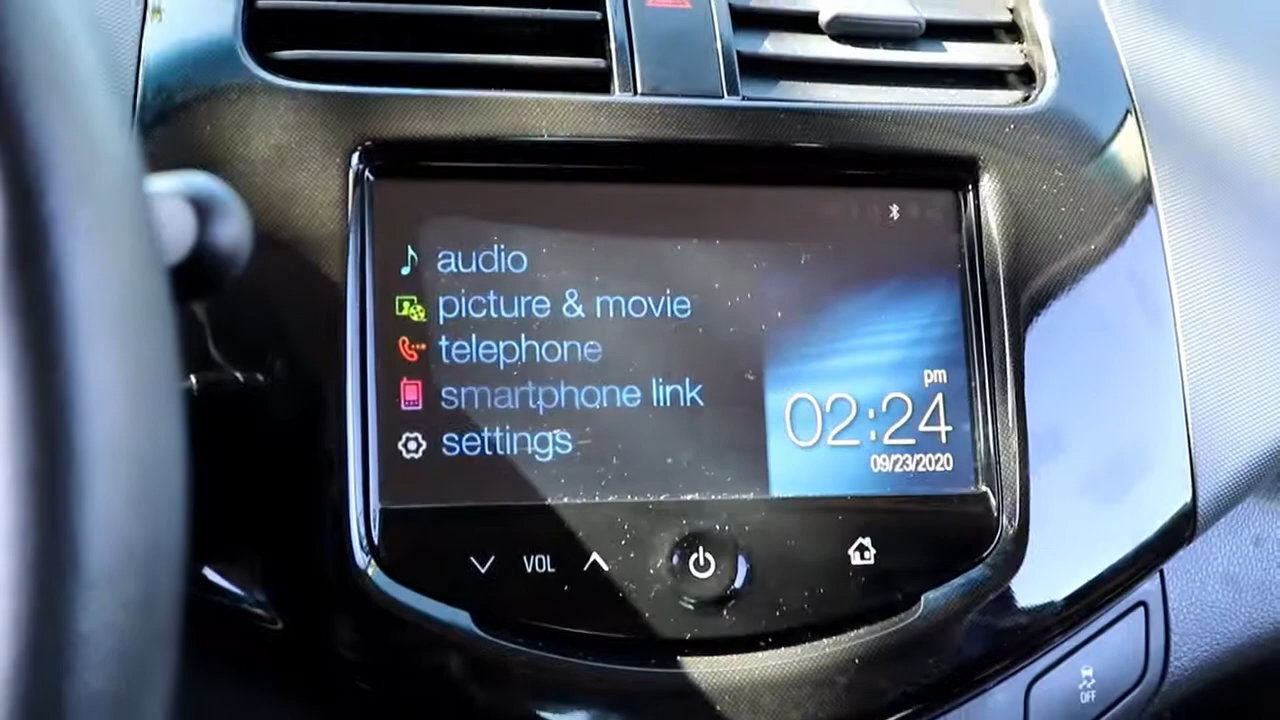 audio
picture & movie
telephone
smartphone link
settings
pm
02:24
09/23/2020
VOL
OFF